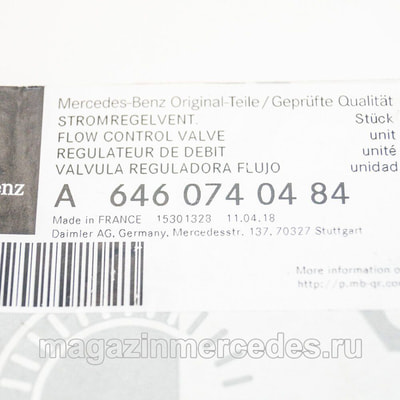 Mercedes-Benz Original-Teile/Geprüfte Qualität
STROMREGELVENT. Stück
FLOW CONTROL VALVE unit
REGULATEUR DE DEBIT unité
VALVULA REGULADORA FLUJO unidad
enz
A 646 074 04 84
Made in FRANCE 15301323 11.04.18
Daimler AG, Germany, Mercedesstr. 137, 70327 Stuttgart
More information o
http://p.mb-qr.co
magazinmercedes.ru